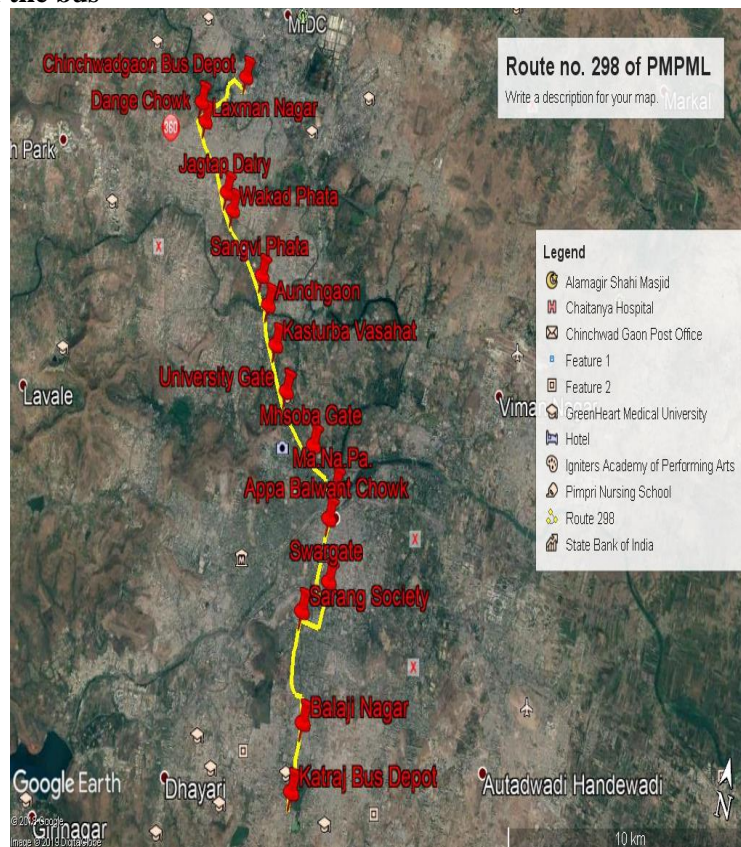 the bus
MIDC
Chinchwadgaon Bus Depot
Route no. 298 of PMPML
Write a description for your map.
Markal
Dange Chowk
Laxman Nagar
360
n Park
Jagtap Dairy
Wakad Phata
Sangvi Phata
Aundhgaon
Kasturba Vasahat
University Gate
Lavale
Mhsoba Gate
Ma.Na.Pa.
Appa Balwant Chowk
Swargate
Sarang Society
Balaji Nagar
Katraj Bus Depot
Legend
Alamagir Shahi Masjid
Chaitanya Hospital
Chinchwad Gaon Post Office
Feature 1
Feature 2
GreenHeart Medical University
Hotel
Igniters Academy of Performing Arts
Pimpri Nursing School
Route 298
State Bank of India
Viman
Google Earth
Dhayari
Autadwadi Handewadi
Girinagar
N
10 km